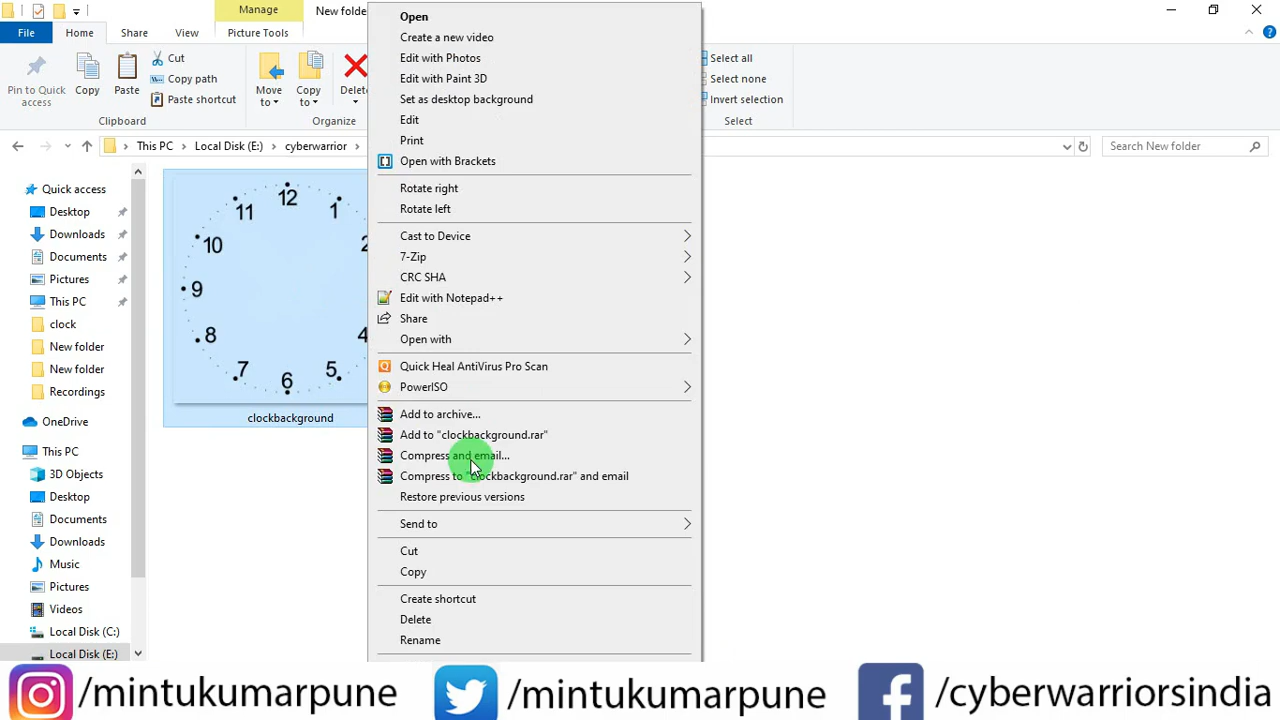 Manage
New folde
File
Home
Share
View
Picture Tools
Pin to Quick access
Copy
Paste
Cut
Copy path
Paste shortcut
Clipboard
Move to
Copy to
Delete
Organize
Select all
Select none
Invert selection
Select
This PC
Local Disk (E:)
cyberwarrior
Search New folder
Quick access
Desktop
Downloads
Documents
Pictures
This PC
clock
New folder
New folder
Recordings
OneDrive
This PC
3D Objects
Desktop
Documents
Downloads
Music
Pictures
Videos
Local Disk (C:)
Local Disk (E:)
12
11
1
10
2
9
8
4
7
5
6
clockbackground
Open
Create a new video
Edit with Photos
Edit with Paint 3D
Set as desktop background
Edit
Print
Open with Brackets
Rotate right
Rotate left
Cast to Device
7-Zip
CRC SHA
Edit with Notepad++
Share
Open with
Quick Heal AntiVirus Pro Scan
PowerISO
Add to archive...
Add to "clockbackground.rar"
Compress and email...
Compress to "clockbackground.rar" and email
Restore previous versions
Send to
Cut
Copy
Create shortcut
Delete
Rename
/mintukumarpune
/mintukumarpune
/cyberwarriorsindia